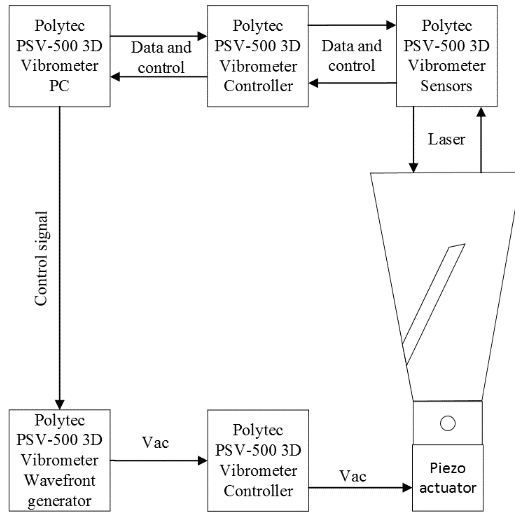 Polytec
PSV-500 3D
Vibrometer
PC
Data and
control
Polytec
PSV-500 3D
Vibrometer
Controller
Data and
control
Polytec
PSV-500 3D
Vibrometer
Sensors
Laser
Control signal
Polytec
PSV-500 3D
Vibrometer
Wavefront
generator
Vac
Polytec
PSV-500 3D
Vibrometer
Controller
Vac
Piezo
actuator